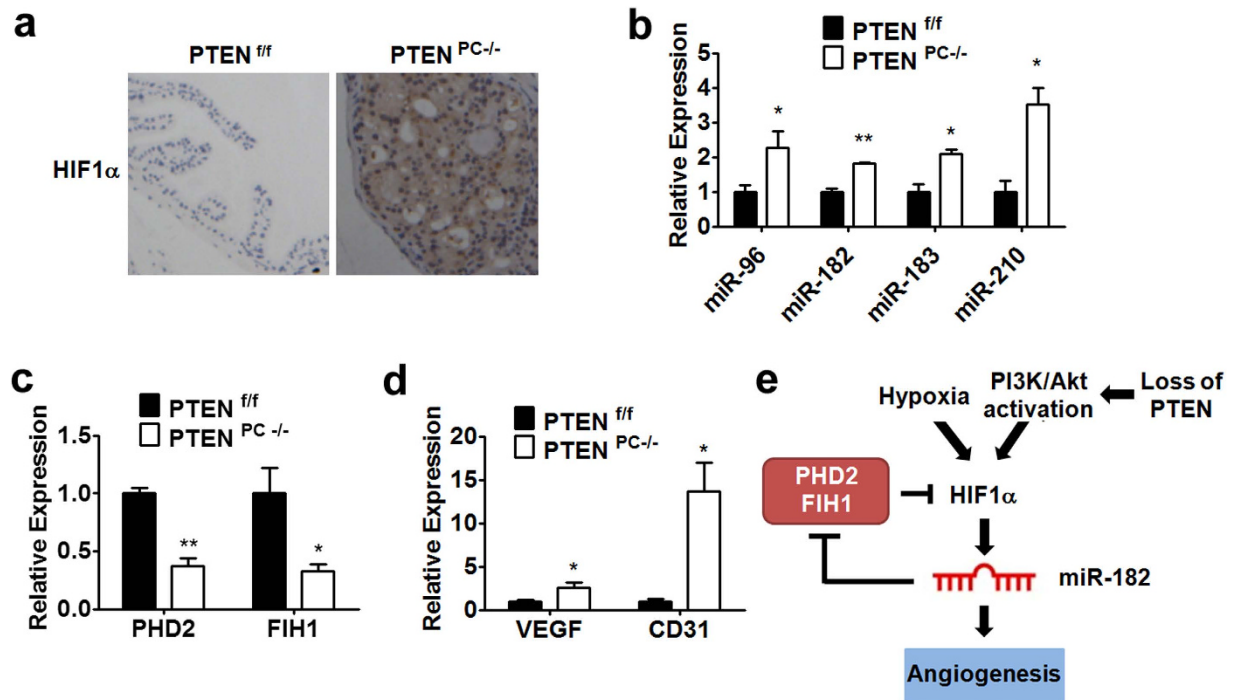 a
PTEN f/f
PTEN PC-/-
HIF1α
b
PTEN f/f
PTEN PC-/-
Relative Expression
5
4
3
2
1
0
*
**
*
*
miR-96
miR-182
miR-183
miR-210
c
PTEN f/f
PTEN PC -/-
Relative Expression
1.5
1.0
0.5
0.0
**
*
PHD2
FIH1
d
PTEN f/f
PTEN PC-/-
Relative Expression
20
15
10
5
0
*
*
VEGF
CD31
e
Hypoxia
PI3K/Akt
activation
Loss of
PTEN
PHD2
FIH1
HIF1α
miR-182
Angiogenesis